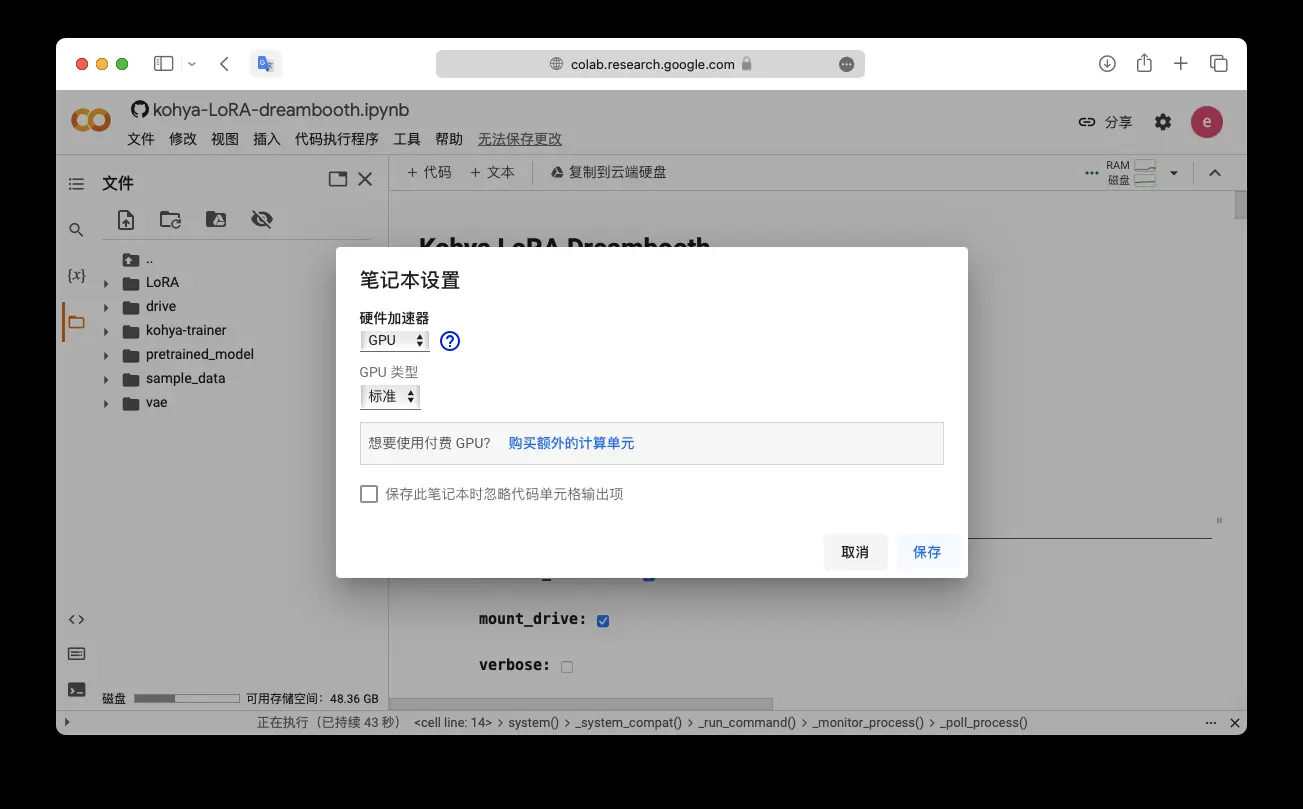 colab.research.google.com
kohya-LoRA-dreambooth.ipynb
文件 修改 视图 插入 代码执行程序 工具 帮助 无法保存更改
分享
e
文件
+ 代码 + 文本 复制到云端硬盘
RAM
磁盘
{x}
..
LoRA
drive
kohya-trainer
pretrained_model
sample_data
vae
Kohya LoRA Dreambooth
笔记本设置
硬件加速器
GPU
GPU 类型
标准
想要使用付费 GPU? 购买额外的计算单元
保存此笔记本时忽略代码单元格输出项
取消 保存
"
mount_drive:
verbose:
磁盘 可用存储空间：48.36 GB
正在执行（已持续 43 秒） <cell line: 14> > system() > _system_compat() > _run_command() > _monitor_process() > _poll_process()